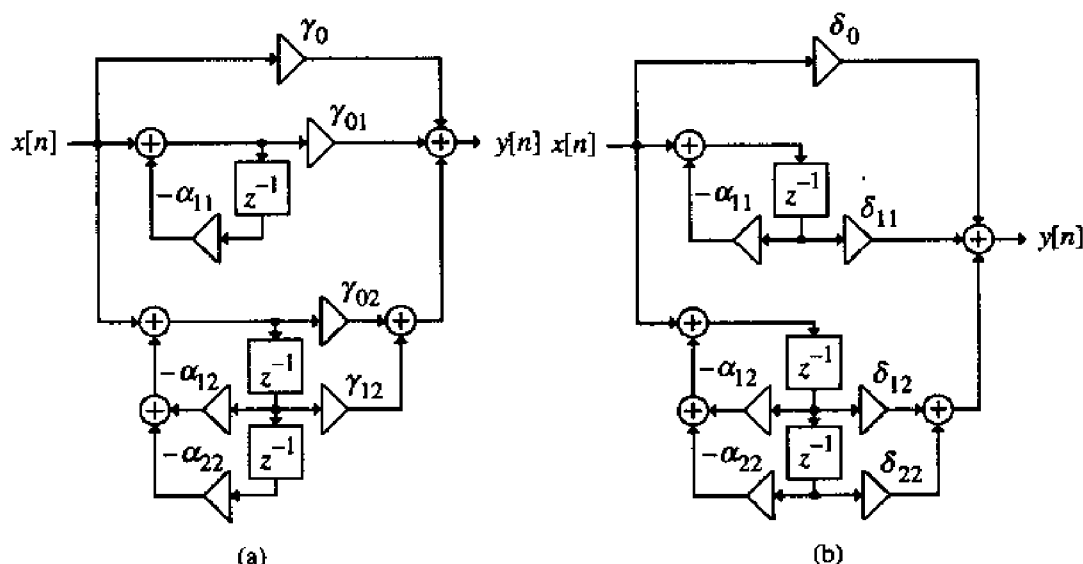 γ₀
γ₀₁
x[n]
y[n]
z⁻¹
-α₁₁
γ₀₂
z⁻¹
-α₁₂
γ₁₂
z⁻¹
-α₂₂
(a)
δ₀
x[n]
z⁻¹
-α₁₁
δ₁₁
y[n]
z⁻¹
-α₁₂
δ₁₂
z⁻¹
-α₂₂
δ₂₂
(b)